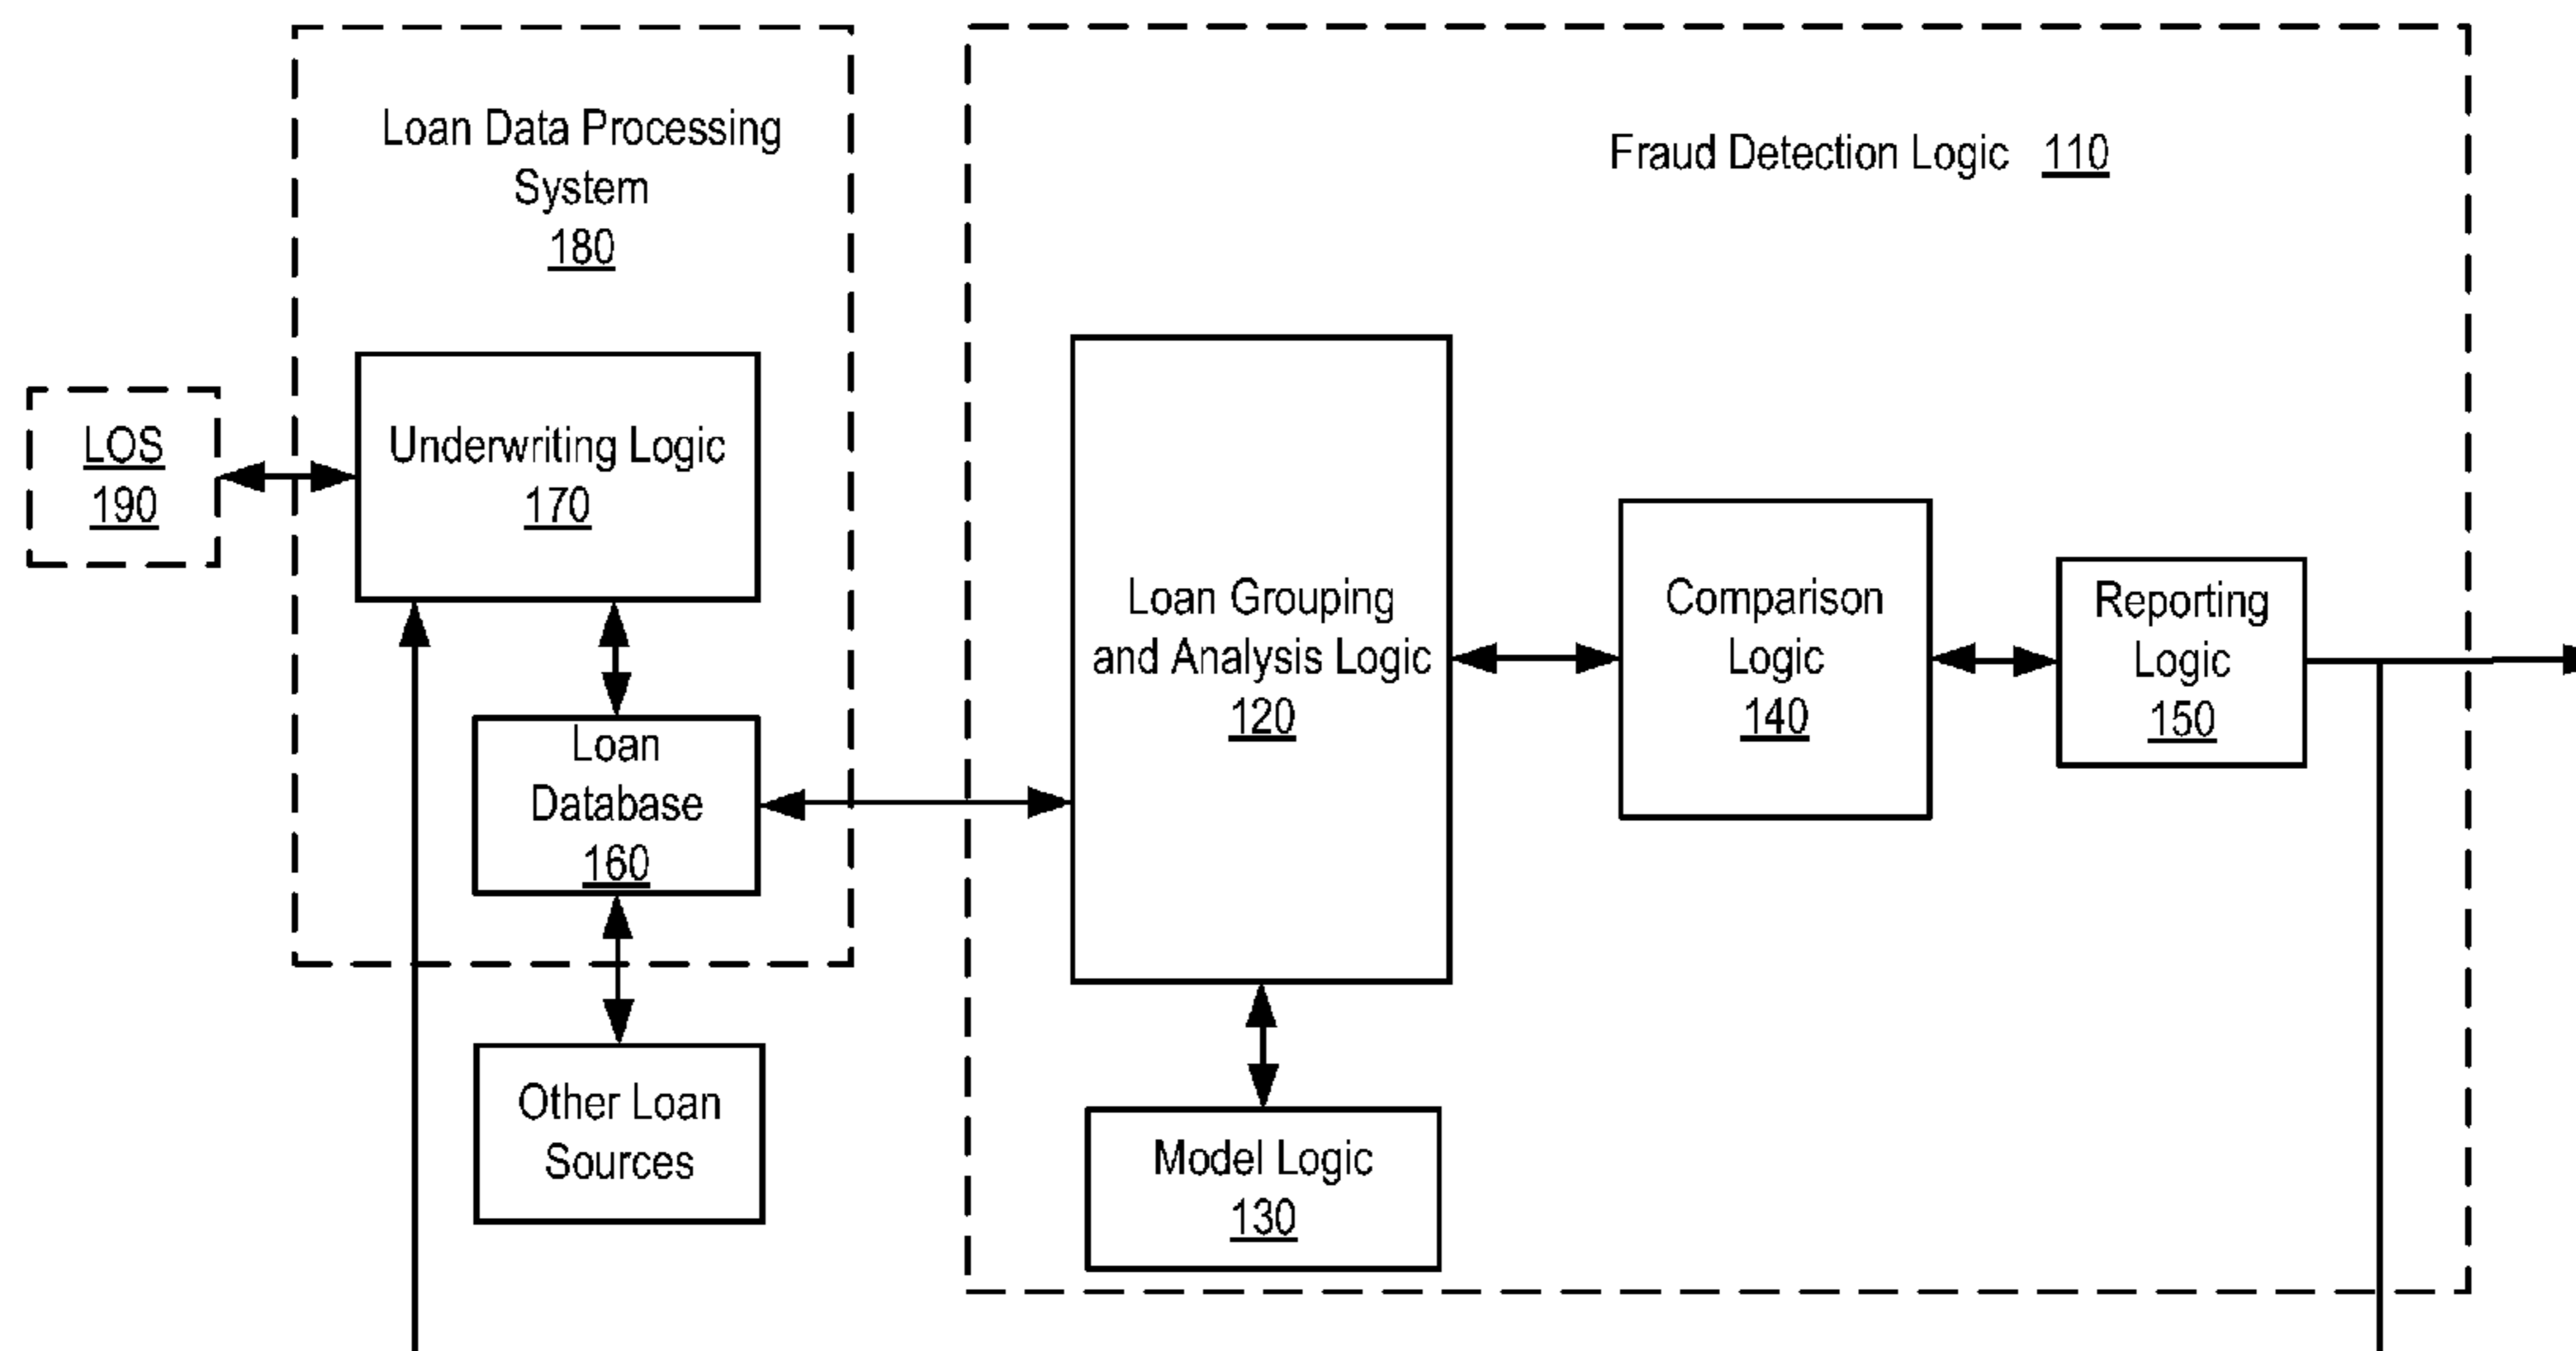 Loan Data Processing
System
180
Fraud Detection Logic 110
LOS
190
Underwriting Logic
170
Loan
Database
160
Other Loan
Sources
Loan Grouping
and Analysis Logic
120
Model Logic
130
Comparison
Logic
140
Reporting
Logic
150